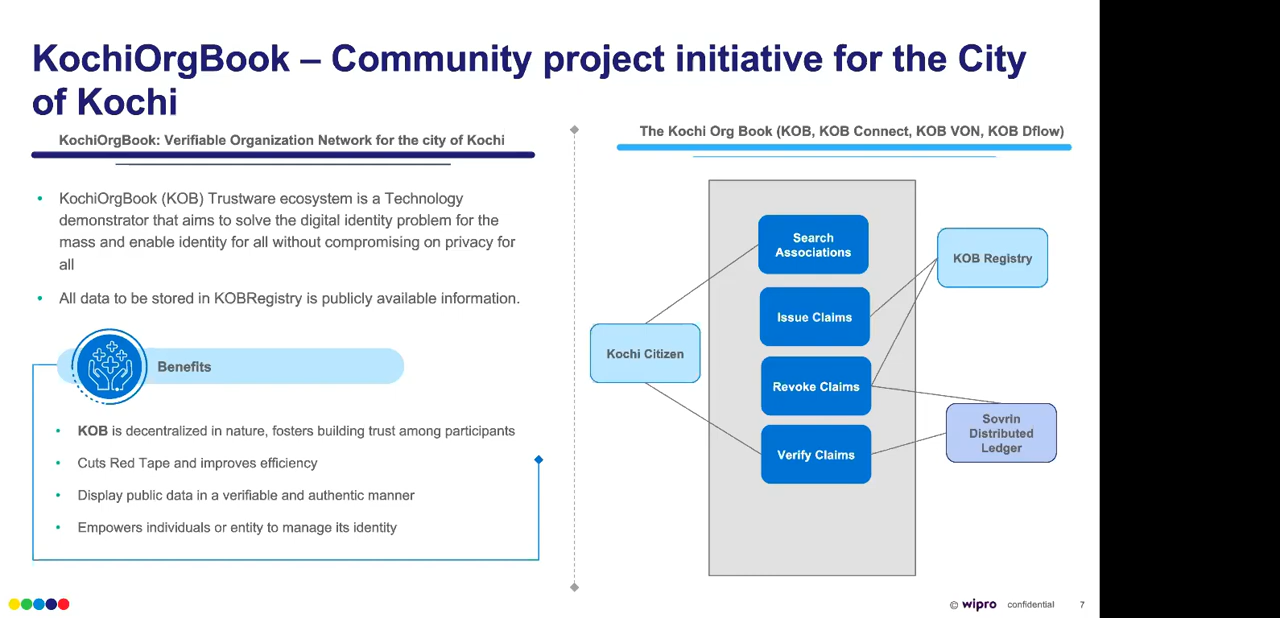 KochiOrgBook – Community project initiative for the City
of Kochi
KochiOrgBook: Verifiable Organization Network for the city of Kochi
• KochiOrgBook (KOB) Trustware ecosystem is a Technology
demonstrator that aims to solve the digital identity problem for the
mass and enable identity for all without compromising on privacy for
all
• All data to be stored in KOBRegistry is publicly available information.
Benefits
• KOB is decentralized in nature, fosters building trust among participants
• Cuts Red Tape and improves efficiency
• Display public data in a verifiable and authentic manner
• Empowers individuals or entity to manage its identity
The Kochi Org Book (KOB, KOB Connect, KOB VON, KOB Dflow)
Search
Associations
KOB Registry
Issue Claims
Kochi Citizen
Revoke Claims
Sovrin
Distributed
Ledger
Verify Claims
© wipro confidential 7